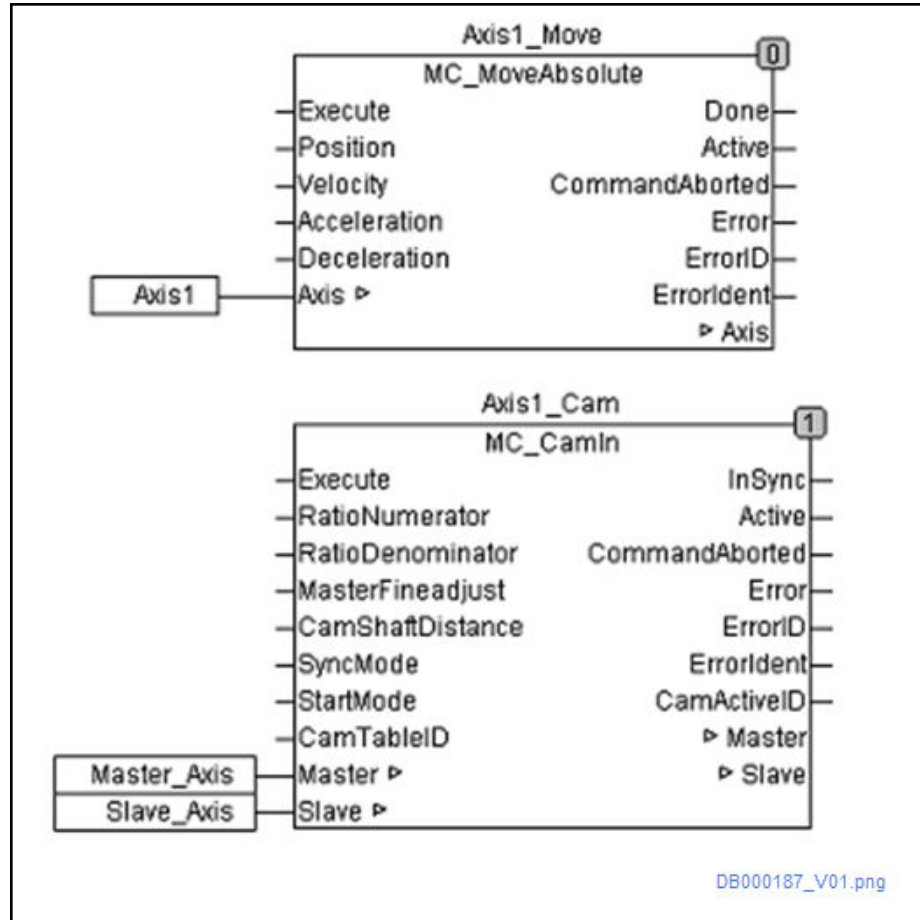 Axis1_Move
0
MC_MoveAbsolute
Execute Done
Position Active
Velocity CommandAborted
Acceleration Error
Deceleration ErrorID
Axis1 Axis ErrorIdent
Axis
Axis1_Cam
1
MC_CamIn
Execute InSync
RatioNumerator Active
RatioDenominator CommandAborted
MasterFineadjust Error
CamShaftDistance ErrorID
SyncMode ErrorIdent
StartMode CamActiveID
CamTableID Master
Master_Axis Master Slave
Slave_Axis Slave
DB000187_V01.png